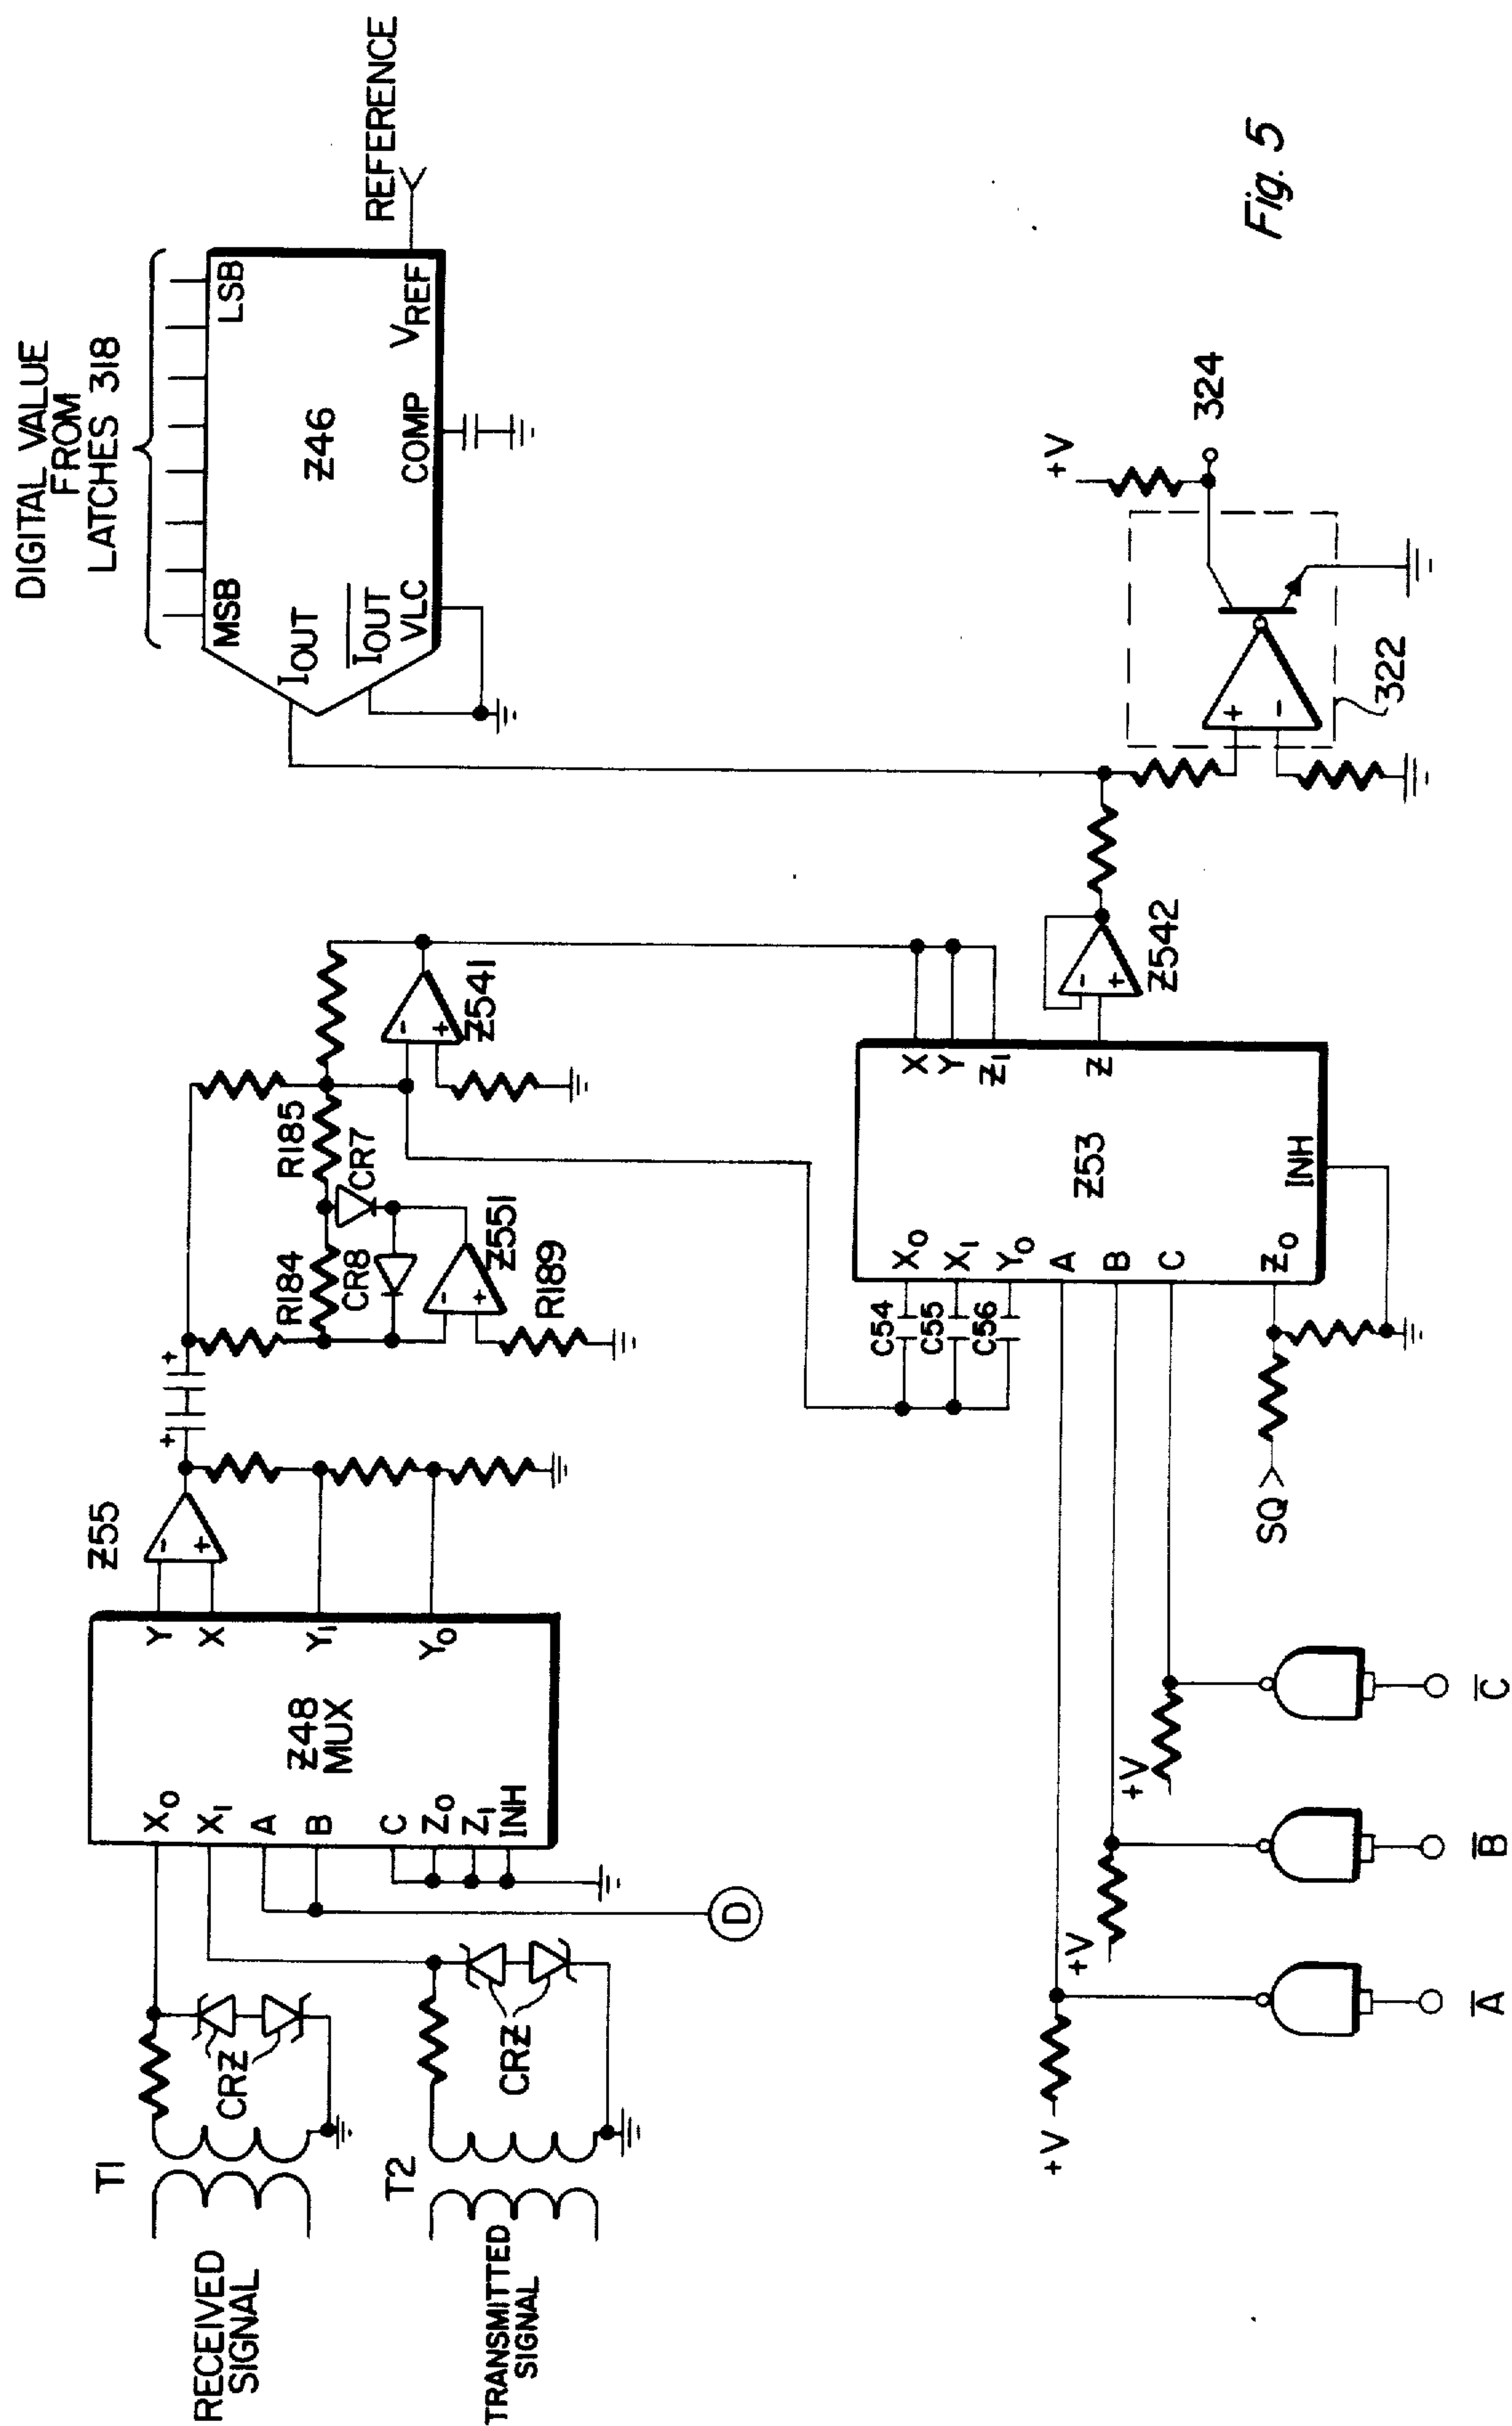 DIGITAL VALUE
FROM
LATCHES 318
MSB
LSB
IOUT
IOUT
VLC
Z46
COMP
VREF
REFERENCE
RECEIVED
SIGNAL
T1
CRZ
TRANSMITTED
SIGNAL
T2
CRZ
X0
X1
A
B
C
Z0
Z1
INH
Z48
MUX
Y
X
Y1
Y0
D
Z55
-
+
+
+
R184
R185
CR8
CR7
-
+
Z551
R189
-
+
Z541
C54
C55
C56
X0
X1
Y0
A
B
C
Z0
Z53
INH
X
Y
Z1
Z
-
+
Z542
SQ
+V
+V
+V
A
B
C
+
-
322
+V
324
Fig. 5